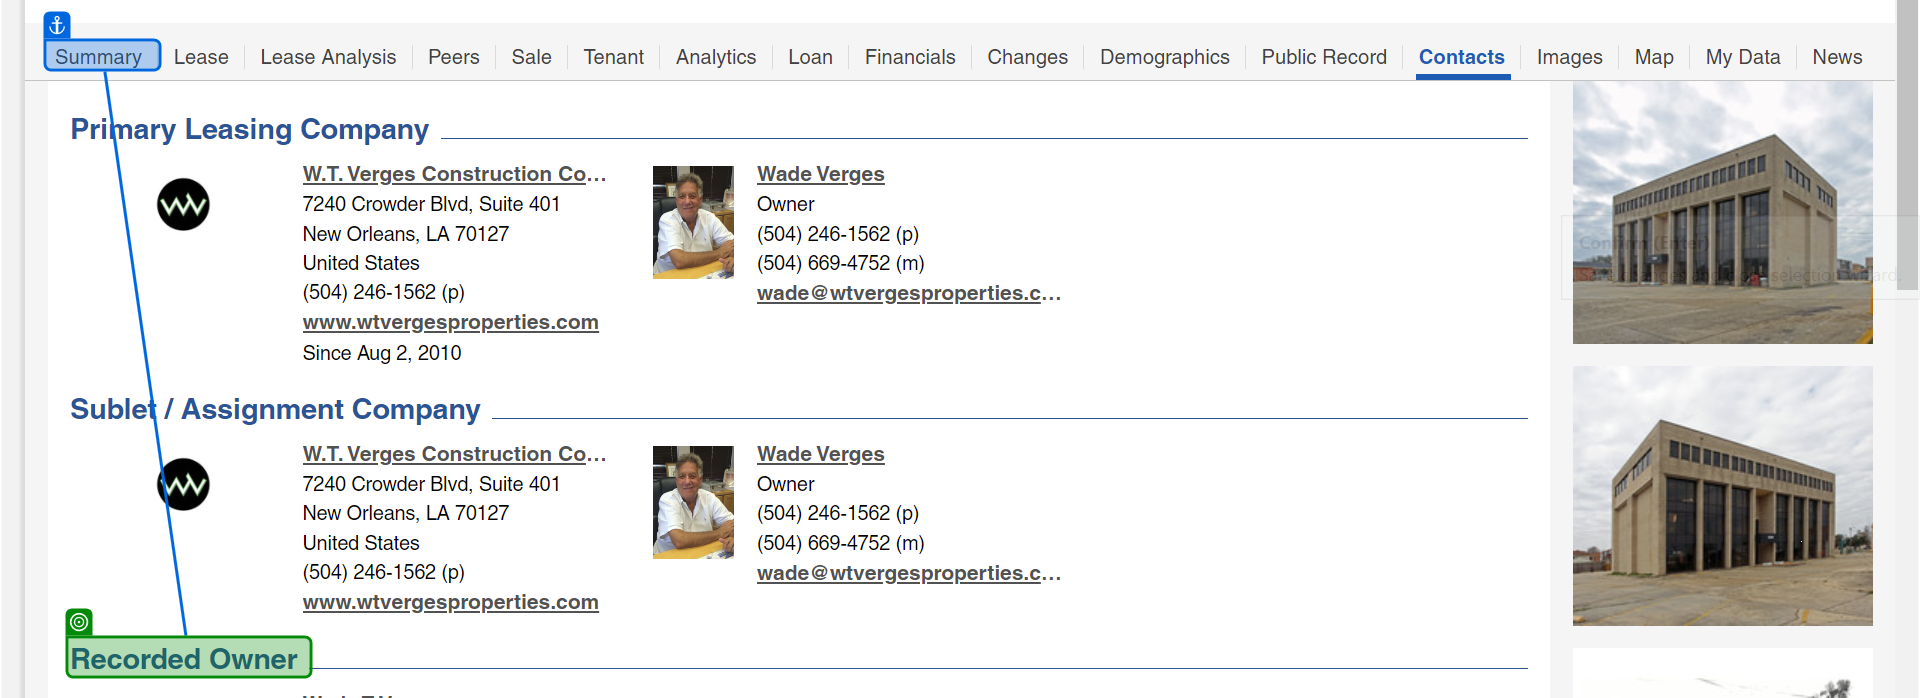 Summary Lease Lease Analysis Peers Sale Tenant Analytics Loan Financials Changes Demographics Public Record Contacts Images Map My Data News
Primary Leasing Company
W.T. Verges Construction Co...
7240 Crowder Blvd, Suite 401
New Orleans, LA 70127
United States
(504) 246-1562 (p)
www.wtvergesproperties.com
Since Aug 2, 2010
Wade Verges
Owner
(504) 246-1562 (p)
(504) 669-4752 (m)
wade@wtvergesproperties.c...
Confirm (Enter)
Sublet / Assignment Company
W.T. Verges Construction Co...
7240 Crowder Blvd, Suite 401
New Orleans, LA 70127
United States
(504) 246-1562 (p)
www.wtvergesproperties.com
Wade Verges
Owner
(504) 246-1562 (p)
(504) 669-4752 (m)
wade@wtvergesproperties.c...
Recorded Owner